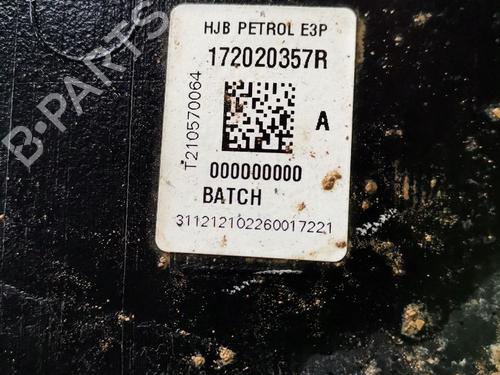 HJB PETROL E3P
172020357R
T210570064
A
000000000
BATCH
311212102260017221
B-PARTS